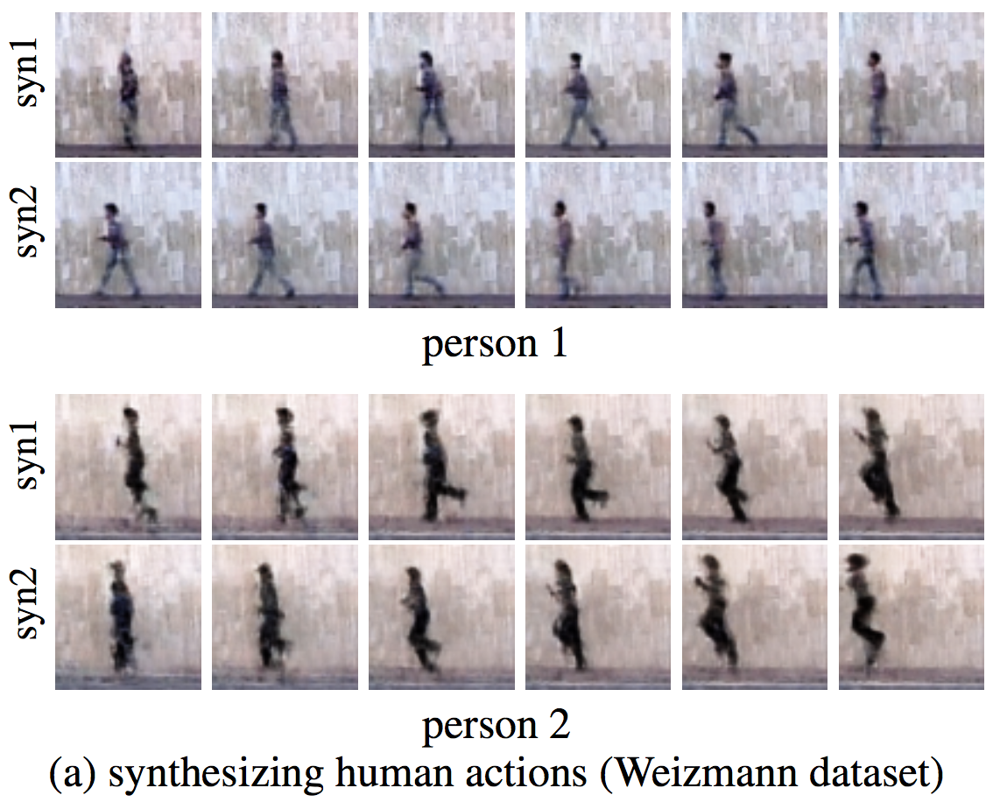 syn1
syn2
person 1
syn1
syn2
person 2
(a) synthesizing human actions (Weizmann dataset)